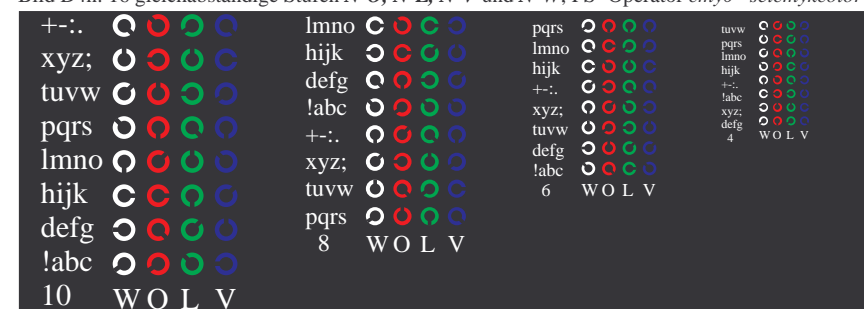 +-:.
xyz;
tuvw
pqrs
lmno
hijk
defg
!abc
10 W O L V
lmno
hijk
defg
!abc
+-:.
xyz;
tuvw
pqrs
8 W O L V
pqrs
lmno
hijk
+-:.
xyz;
tuvw
defg
!abc
6 W O L V
tuvw
pqrs
lmno
hijk
+-:.
!abc
xyz;
defg
4 W O L V